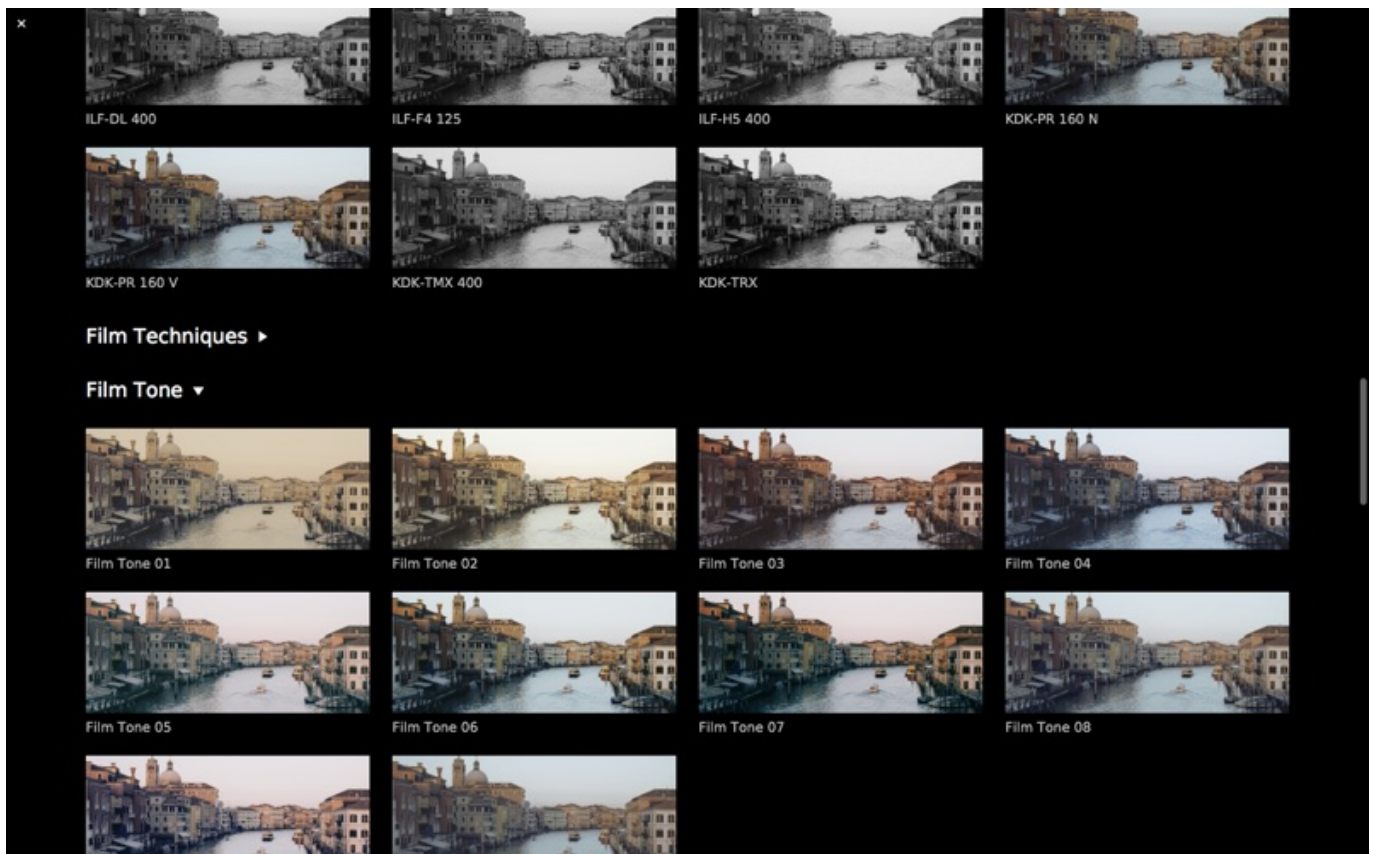 ×
ILF-DL 400
ILF-F4 125
ILF-H5 400
KDK-PR 160 N
KDK-PR 160 V
KDK-TMX 400
KDK-TRX
Film Techniques
Film Tone
Film Tone 01
Film Tone 02
Film Tone 03
Film Tone 04
Film Tone 05
Film Tone 06
Film Tone 07
Film Tone 08